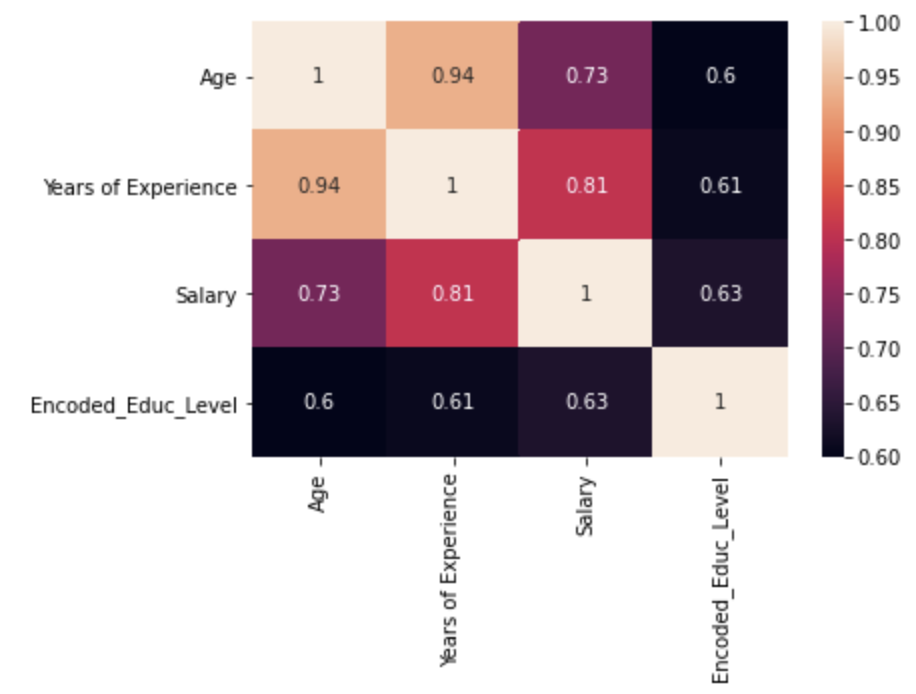 Age 1 0.94 0.73 0.6
Years of Experience 0.94 1 0.81 0.61
Salary 0.73 0.81 1 0.63
Encoded_Educ_Level 0.6 0.61 0.63 1
Age
Years of Experience
Salary
Encoded_Educ_Level
1.00
0.95
0.90
0.85
0.80
0.75
0.70
0.65
0.60